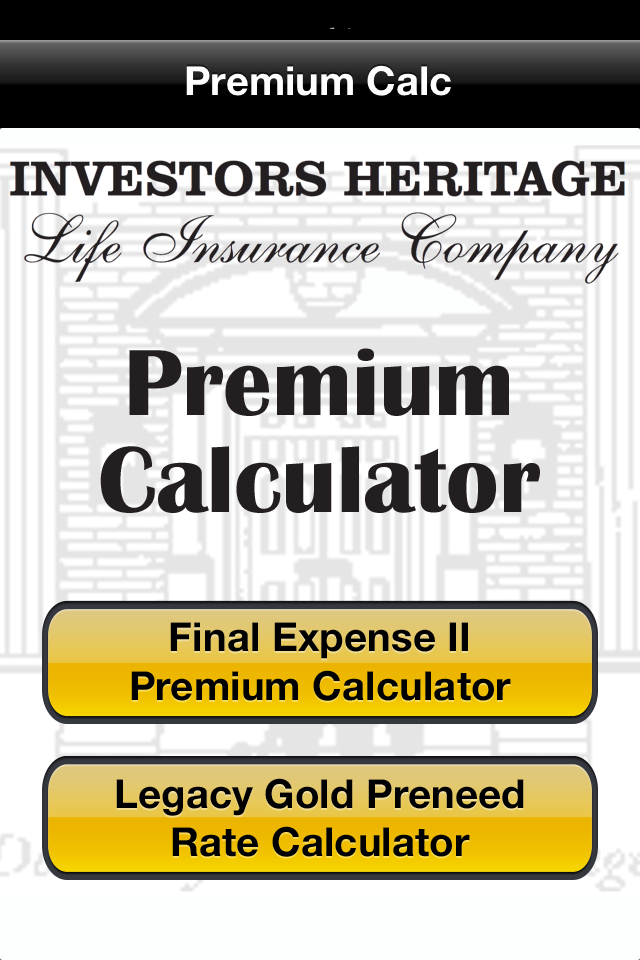 Premium Calc
INVESTORS HERITAGE
Life Insurance Company
Premium
Calculator
Final Expense II
Premium Calculator
Legacy Gold Preneed
Rate Calculator